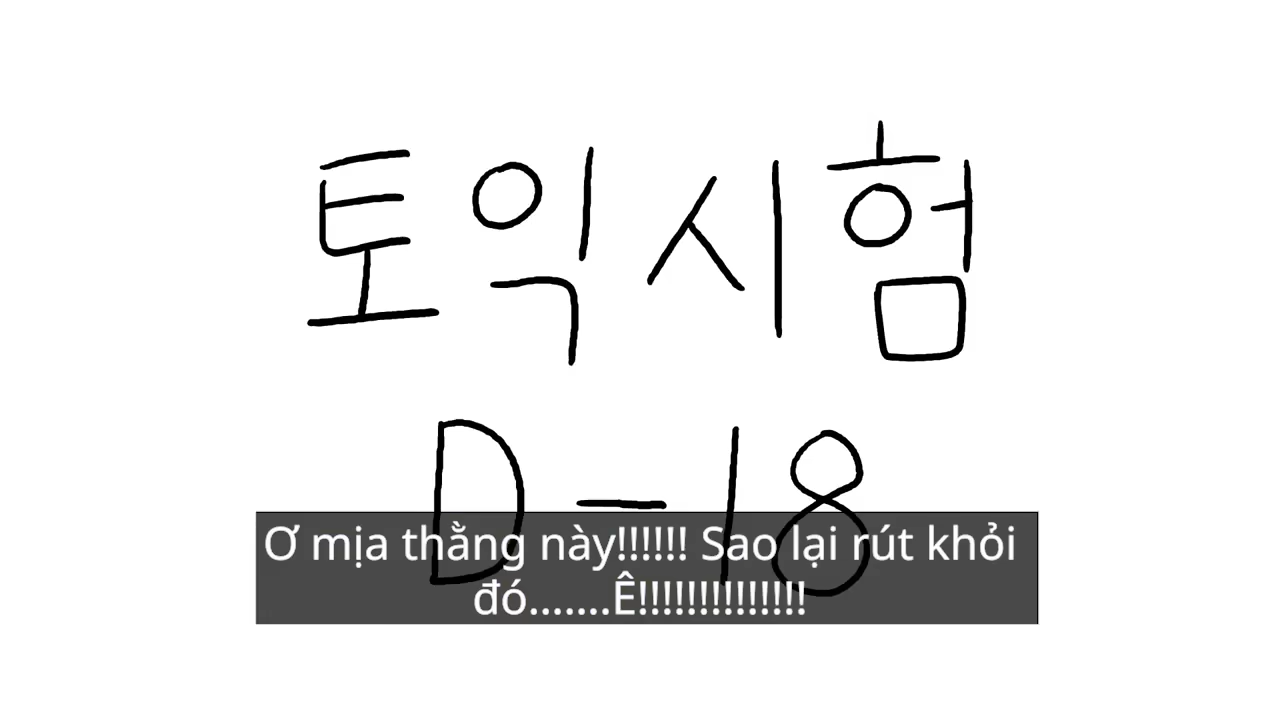 토익시험
D-18
Ơ mịa thằng này!!!!!! Sao lại rút khỏi
đó.......Ê!!!!!!!!!!!!!!